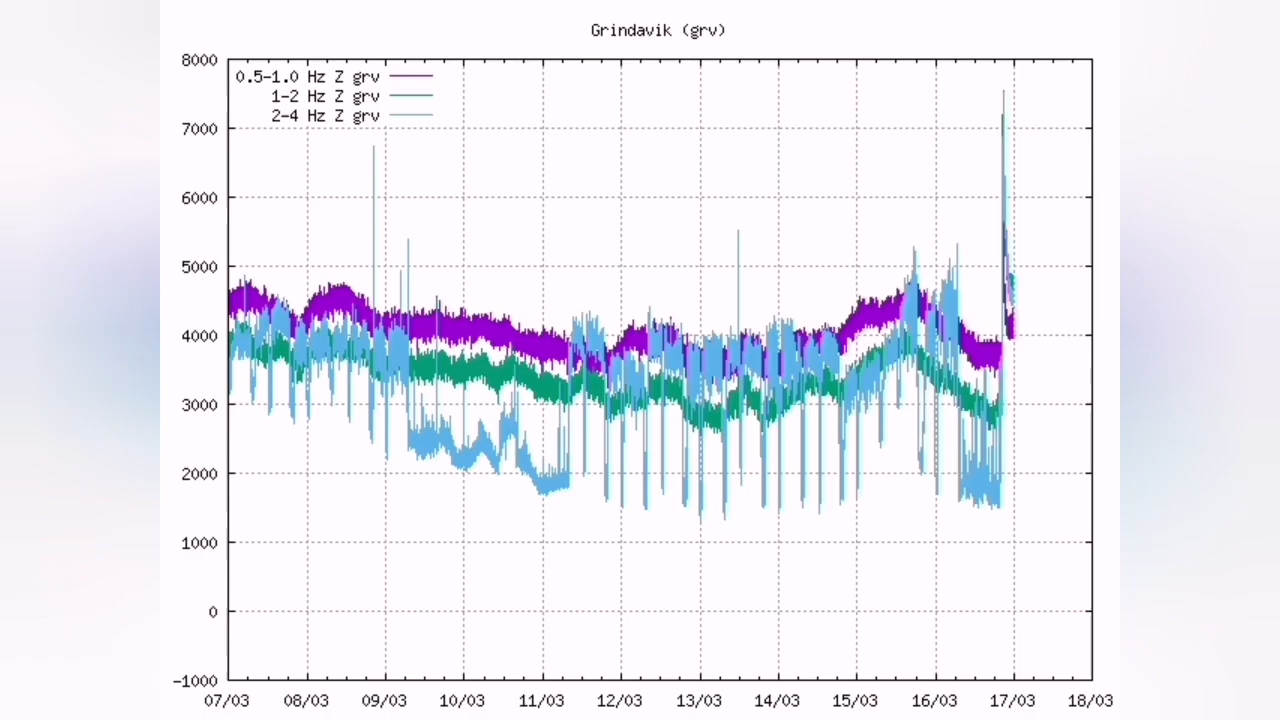 Grindavik (grv)
8000
0.5-1.0 Hz Z grv
1-2 Hz Z grv
2-4 Hz Z grv
7000
6000
5000
4000
3000
2000
1000
0
-1000
07/03 08/03 09/03 10/03 11/03 12/03 13/03 14/03 15/03 16/03 17/03 18/03